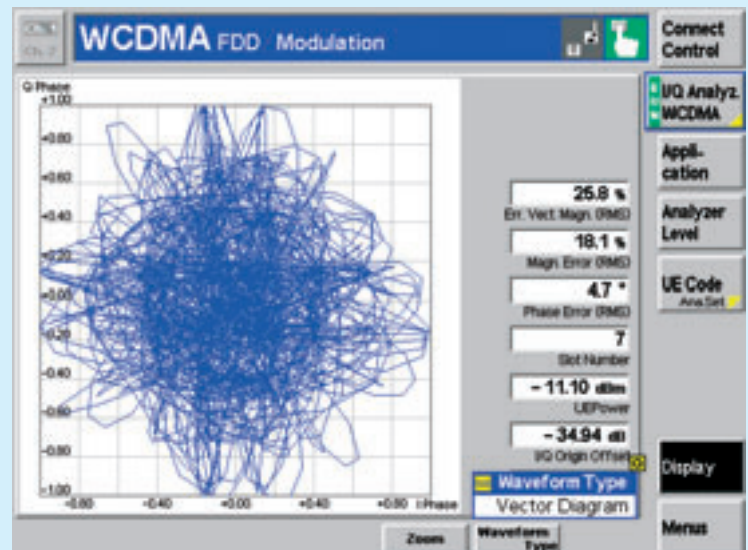 Ch. 2
WCDMA FDD Modulation
Connect
Control
I/Q Analyz.
WCDMA
Appli-
cation
Analyzer
Level
UE Code
Ana.Set
Q Phase
+1.00
+0.80
+0.60
+0.40
+0.20
+0.00
-0.20
-0.40
-0.60
-0.80
-1.00
-0.80
-0.40
+0.00
+0.40
+0.80
I Phase
25.8 %
Err. Vect. Magn. (RMS)
18.1 %
Magn. Error (RMS)
4.7 °
Phase Error (RMS)
7
Slot Number
- 11.10 dBm
UEPower
- 34.94 dB
I/Q Origin Offset
Waveform Type
Vector Diagram
Display
Zoom
Waveform
Type
Menus